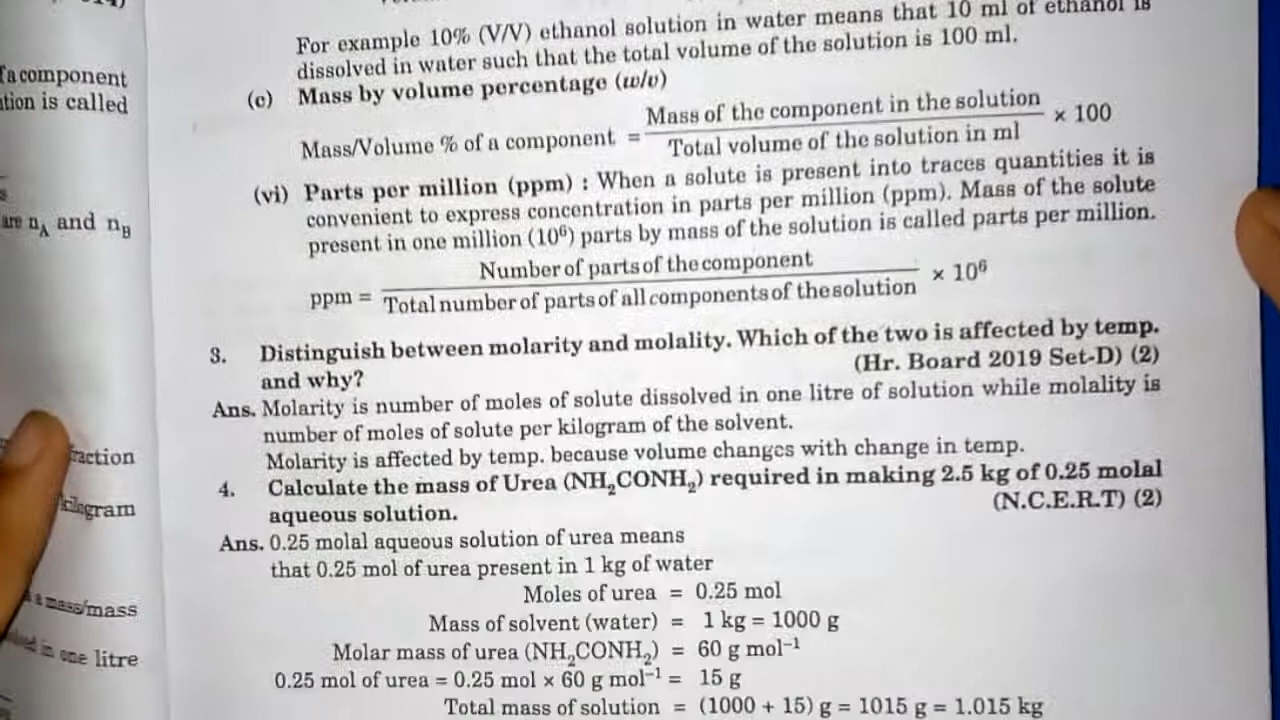 a component
tion is called
are nA and nB
raction
kilogram
a mass/mass
in one litre
For example 10% (V/V) ethanol solution in water means that 10 ml of ethanol is
dissolved in water such that the total volume of the solution is 100 ml.
(c) Mass by volume percentage (w/v)
Mass/Volume % of a component = Mass of the component in the solution / Total volume of the solution in ml × 100
(vi) Parts per million (ppm) : When a solute is present into traces quantities it is
convenient to express concentration in parts per million (ppm). Mass of the solute
present in one million (10⁶) parts by mass of the solution is called parts per million.
ppm = Number of parts of the component / Total number of parts of all components of the solution × 10⁶
3. Distinguish between molarity and molality. Which of the two is affected by temp.
and why? (Hr. Board 2019 Set-D) (2)
Ans. Molarity is number of moles of solute dissolved in one litre of solution while molality is
number of moles of solute per kilogram of the solvent.
Molarity is affected by temp. because volume changes with change in temp.
4. Calculate the mass of Urea (NH₂CONH₂) required in making 2.5 kg of 0.25 molal
aqueous solution. (N.C.E.R.T) (2)
Ans. 0.25 molal aqueous solution of urea means
that 0.25 mol of urea present in 1 kg of water
Moles of urea = 0.25 mol
Mass of solvent (water) = 1 kg = 1000 g
Molar mass of urea (NH₂CONH₂) = 60 g mol⁻¹
0.25 mol of urea = 0.25 mol × 60 g mol⁻¹ = 15 g
Total mass of solution = (1000 + 15) g = 1015 g = 1.015 kg